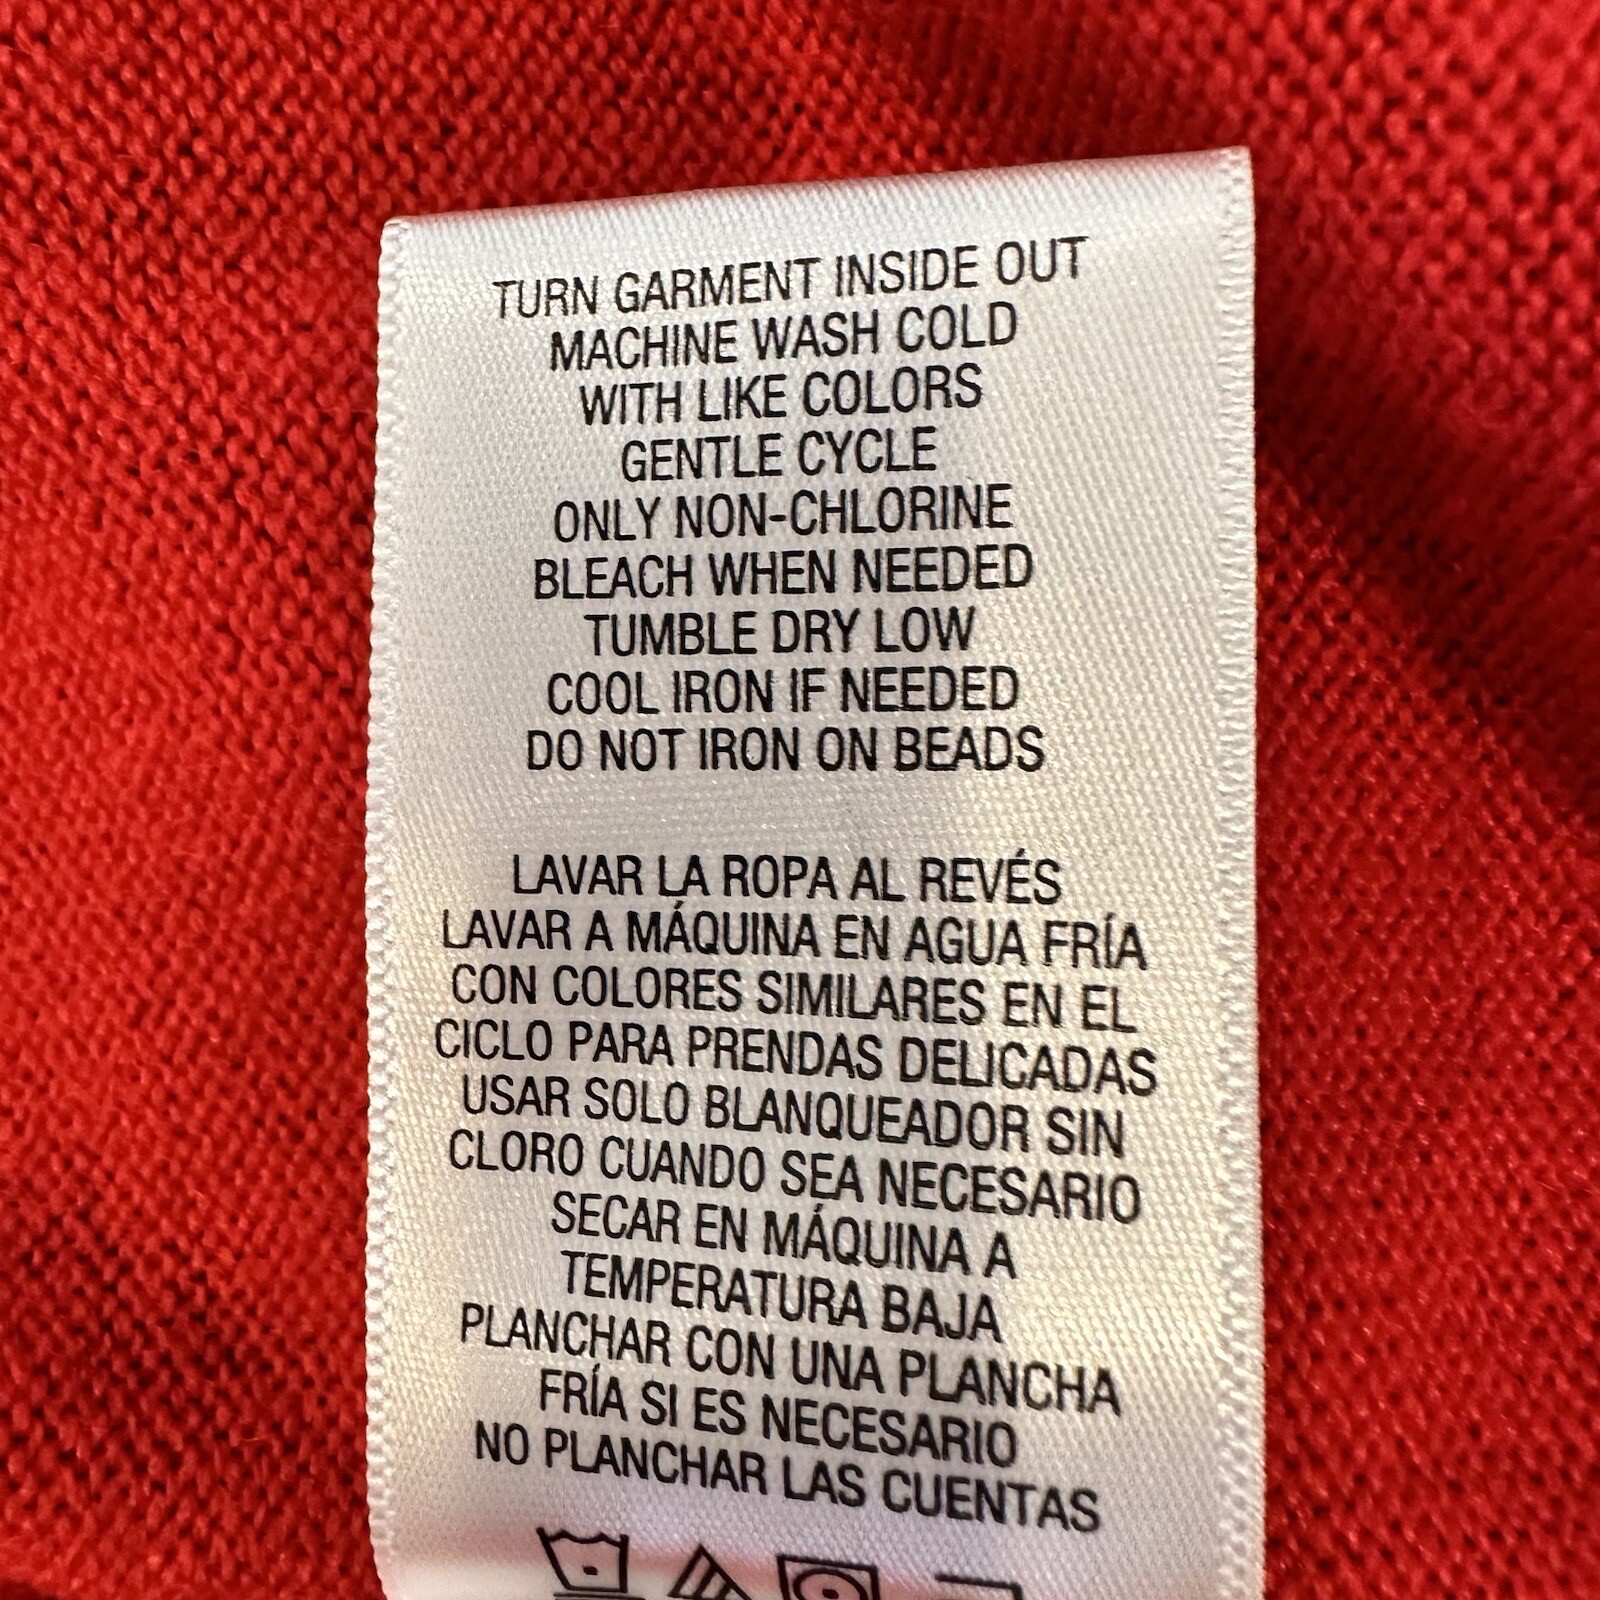 TURN GARMENT INSIDE OUT
MACHINE WASH COLD
WITH LIKE COLORS
GENTLE CYCLE
ONLY NON-CHLORINE
BLEACH WHEN NEEDED
TUMBLE DRY LOW
COOL IRON IF NEEDED
DO NOT IRON ON BEADS
LAVAR LA ROPA AL REVÉS
LAVAR A MÁQUINA EN AGUA FRÍA
CON COLORES SIMILARES EN EL
CICLO PARA PRENDAS DELICADAS
USAR SOLO BLANQUEADOR SIN
CLORO CUANDO SEA NECESARIO
SECAR EN MÁQUINA A
TEMPERATURA BAJA
PLANCHAR CON UNA PLANCHA
FRÍA SI ES NECESARIO
NO PLANCHAR LAS CUENTAS